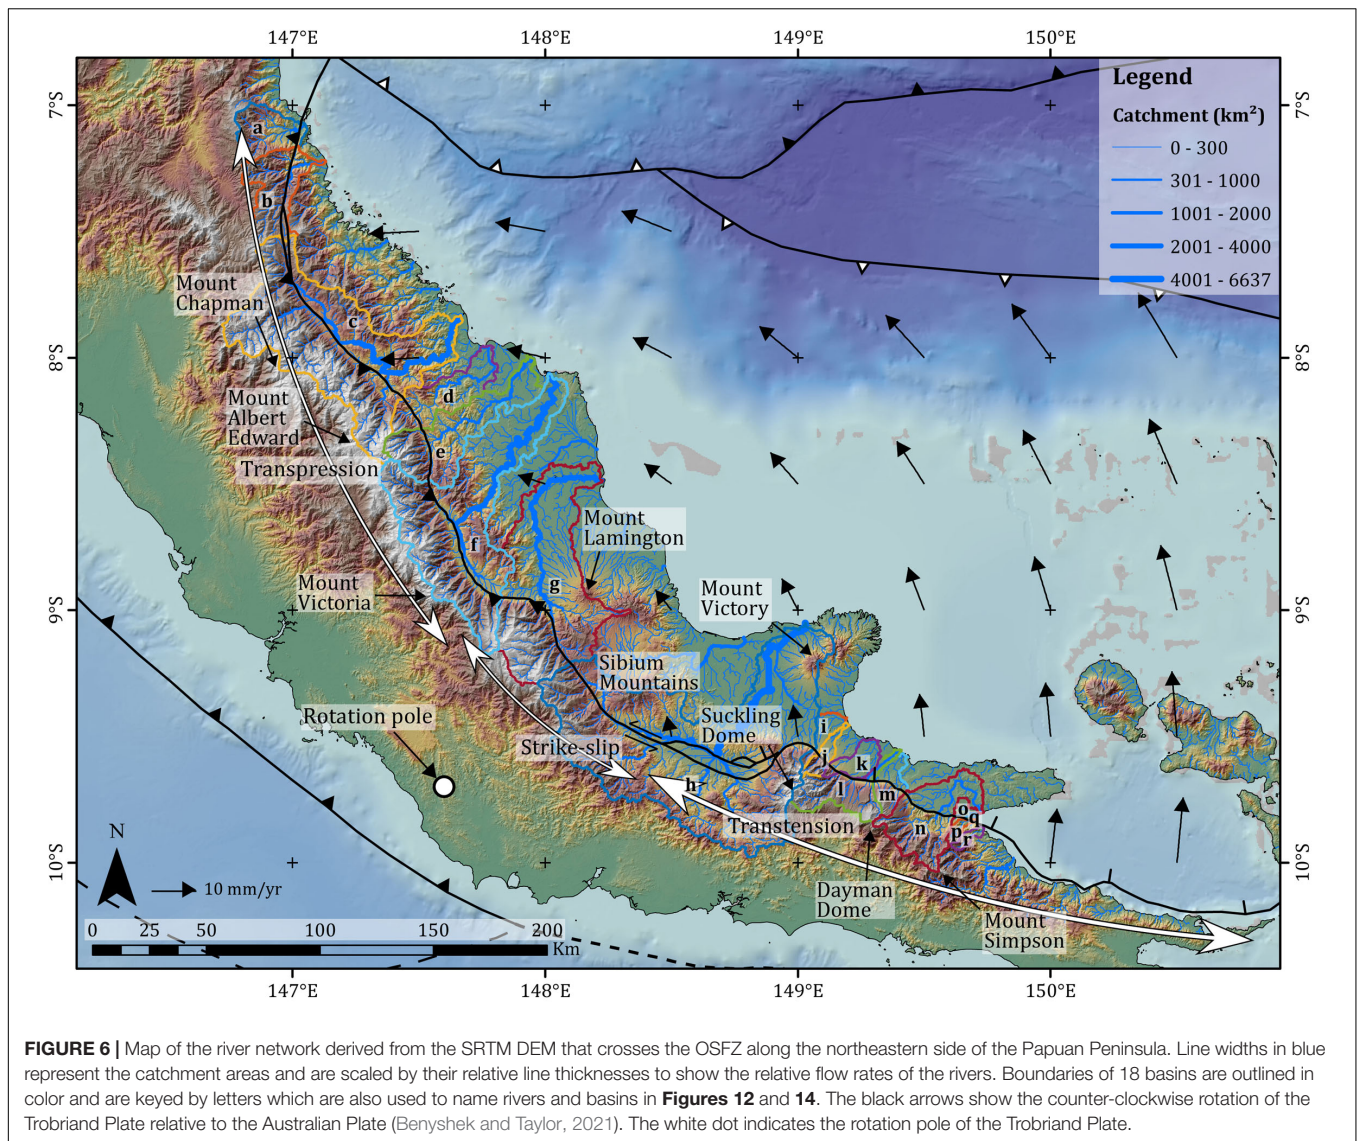 147°E 148°E 149°E 150°E
7°S 7°S
8°S 8°S
9°S 9°S
10°S 10°S
Legend
Catchment (km²)
0 - 300
301 - 1000
1001 - 2000
2001 - 4000
4001 - 6637
a
b
Mount
Chapman
c
Mount
Albert
Edward
d
Transpression
e
f
Mount
Lamington
Mount
Victoria
g
Mount
Victory
Sibium
Mountains
Rotation pole
Suckling
Dome
Strike-slip
i
j
k
h
l
m
o
q
n
p
r
Transtension
Dayman
Dome
Mount
Simpson
N
10 mm/yr
0 25 50 100 150 200
Km
147°E 148°E 149°E 150°E
FIGURE 6 | Map of the river network derived from the SRTM DEM that crosses the OSFZ along the northeastern side of the Papuan Peninsula. Line widths in blue
represent the catchment areas and are scaled by their relative line thicknesses to show the relative flow rates of the rivers. Boundaries of 18 basins are outlined in
color and are keyed by letters which are also used to name rivers and basins in Figures 12 and 14. The black arrows show the counter-clockwise rotation of the
Trobriand Plate relative to the Australian Plate (Benyshek and Taylor, 2021). The white dot indicates the rotation pole of the Trobriand Plate.